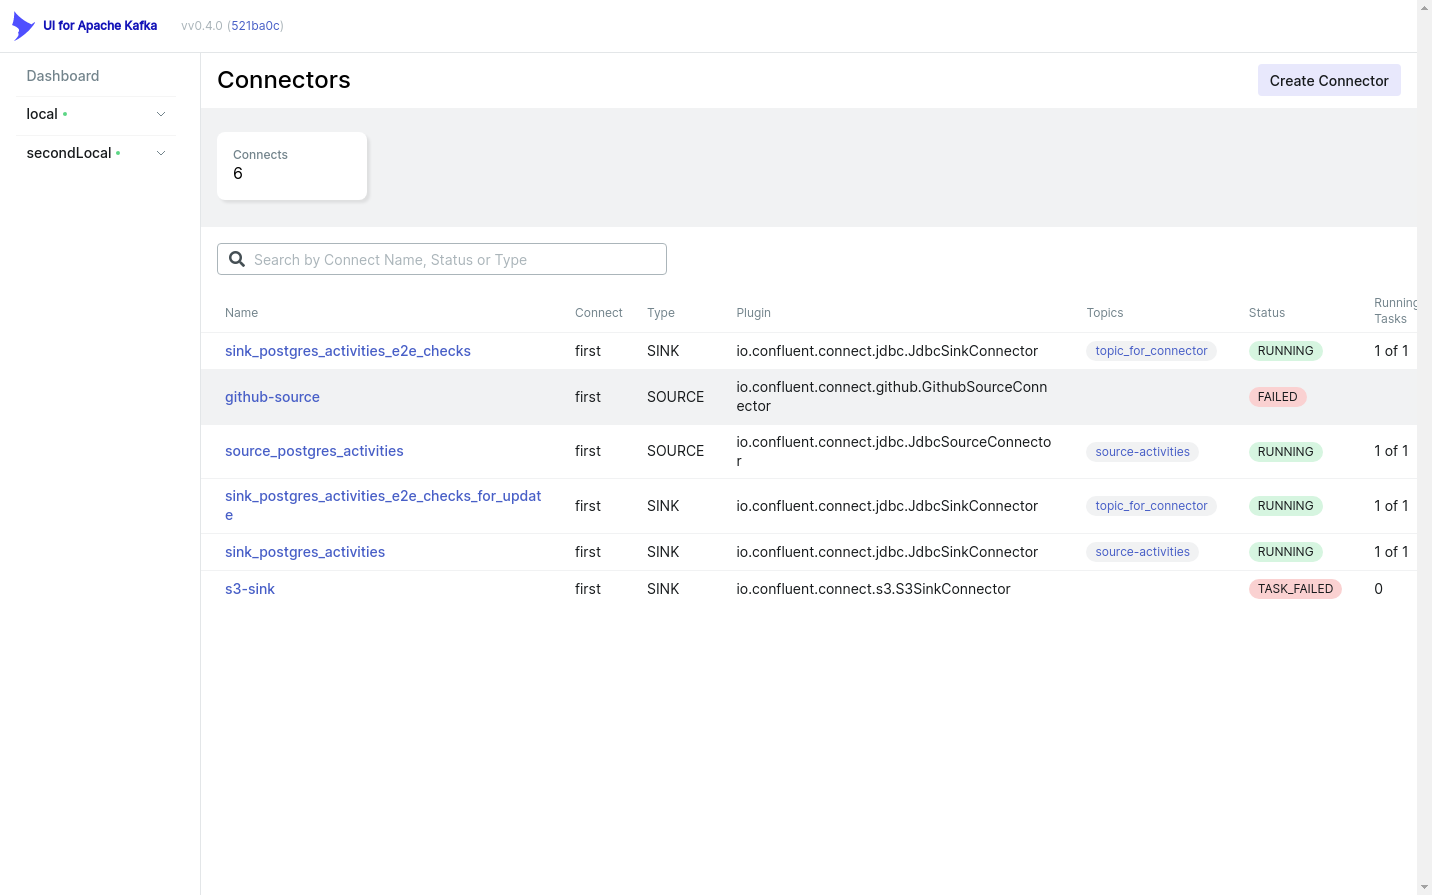 UI for Apache Kafka
vv0.4.0 (521ba0c)
Dashboard
local
secondLocal
Connectors
Create Connector
Connects
6
Search by Connect Name, Status or Type
Name Connect Type Plugin Topics Status Running
Tasks
sink_postgres_activities_e2e_checks first SINK io.confluent.connect.jdbc.JdbcSinkConnector topic_for_connector RUNNING 1 of 1
github-source first SOURCE io.confluent.connect.github.GithubSourceConn
ector FAILED
source_postgres_activities first SOURCE io.confluent.connect.jdbc.JdbcSourceConnecto
r source-activities RUNNING 1 of 1
sink_postgres_activities_e2e_checks_for_updat
e first SINK io.confluent.connect.jdbc.JdbcSinkConnector topic_for_connector RUNNING 1 of 1
sink_postgres_activities first SINK io.confluent.connect.jdbc.JdbcSinkConnector source-activities RUNNING 1 of 1
s3-sink first SINK io.confluent.connect.s3.S3SinkConnector TASK_FAILED 0